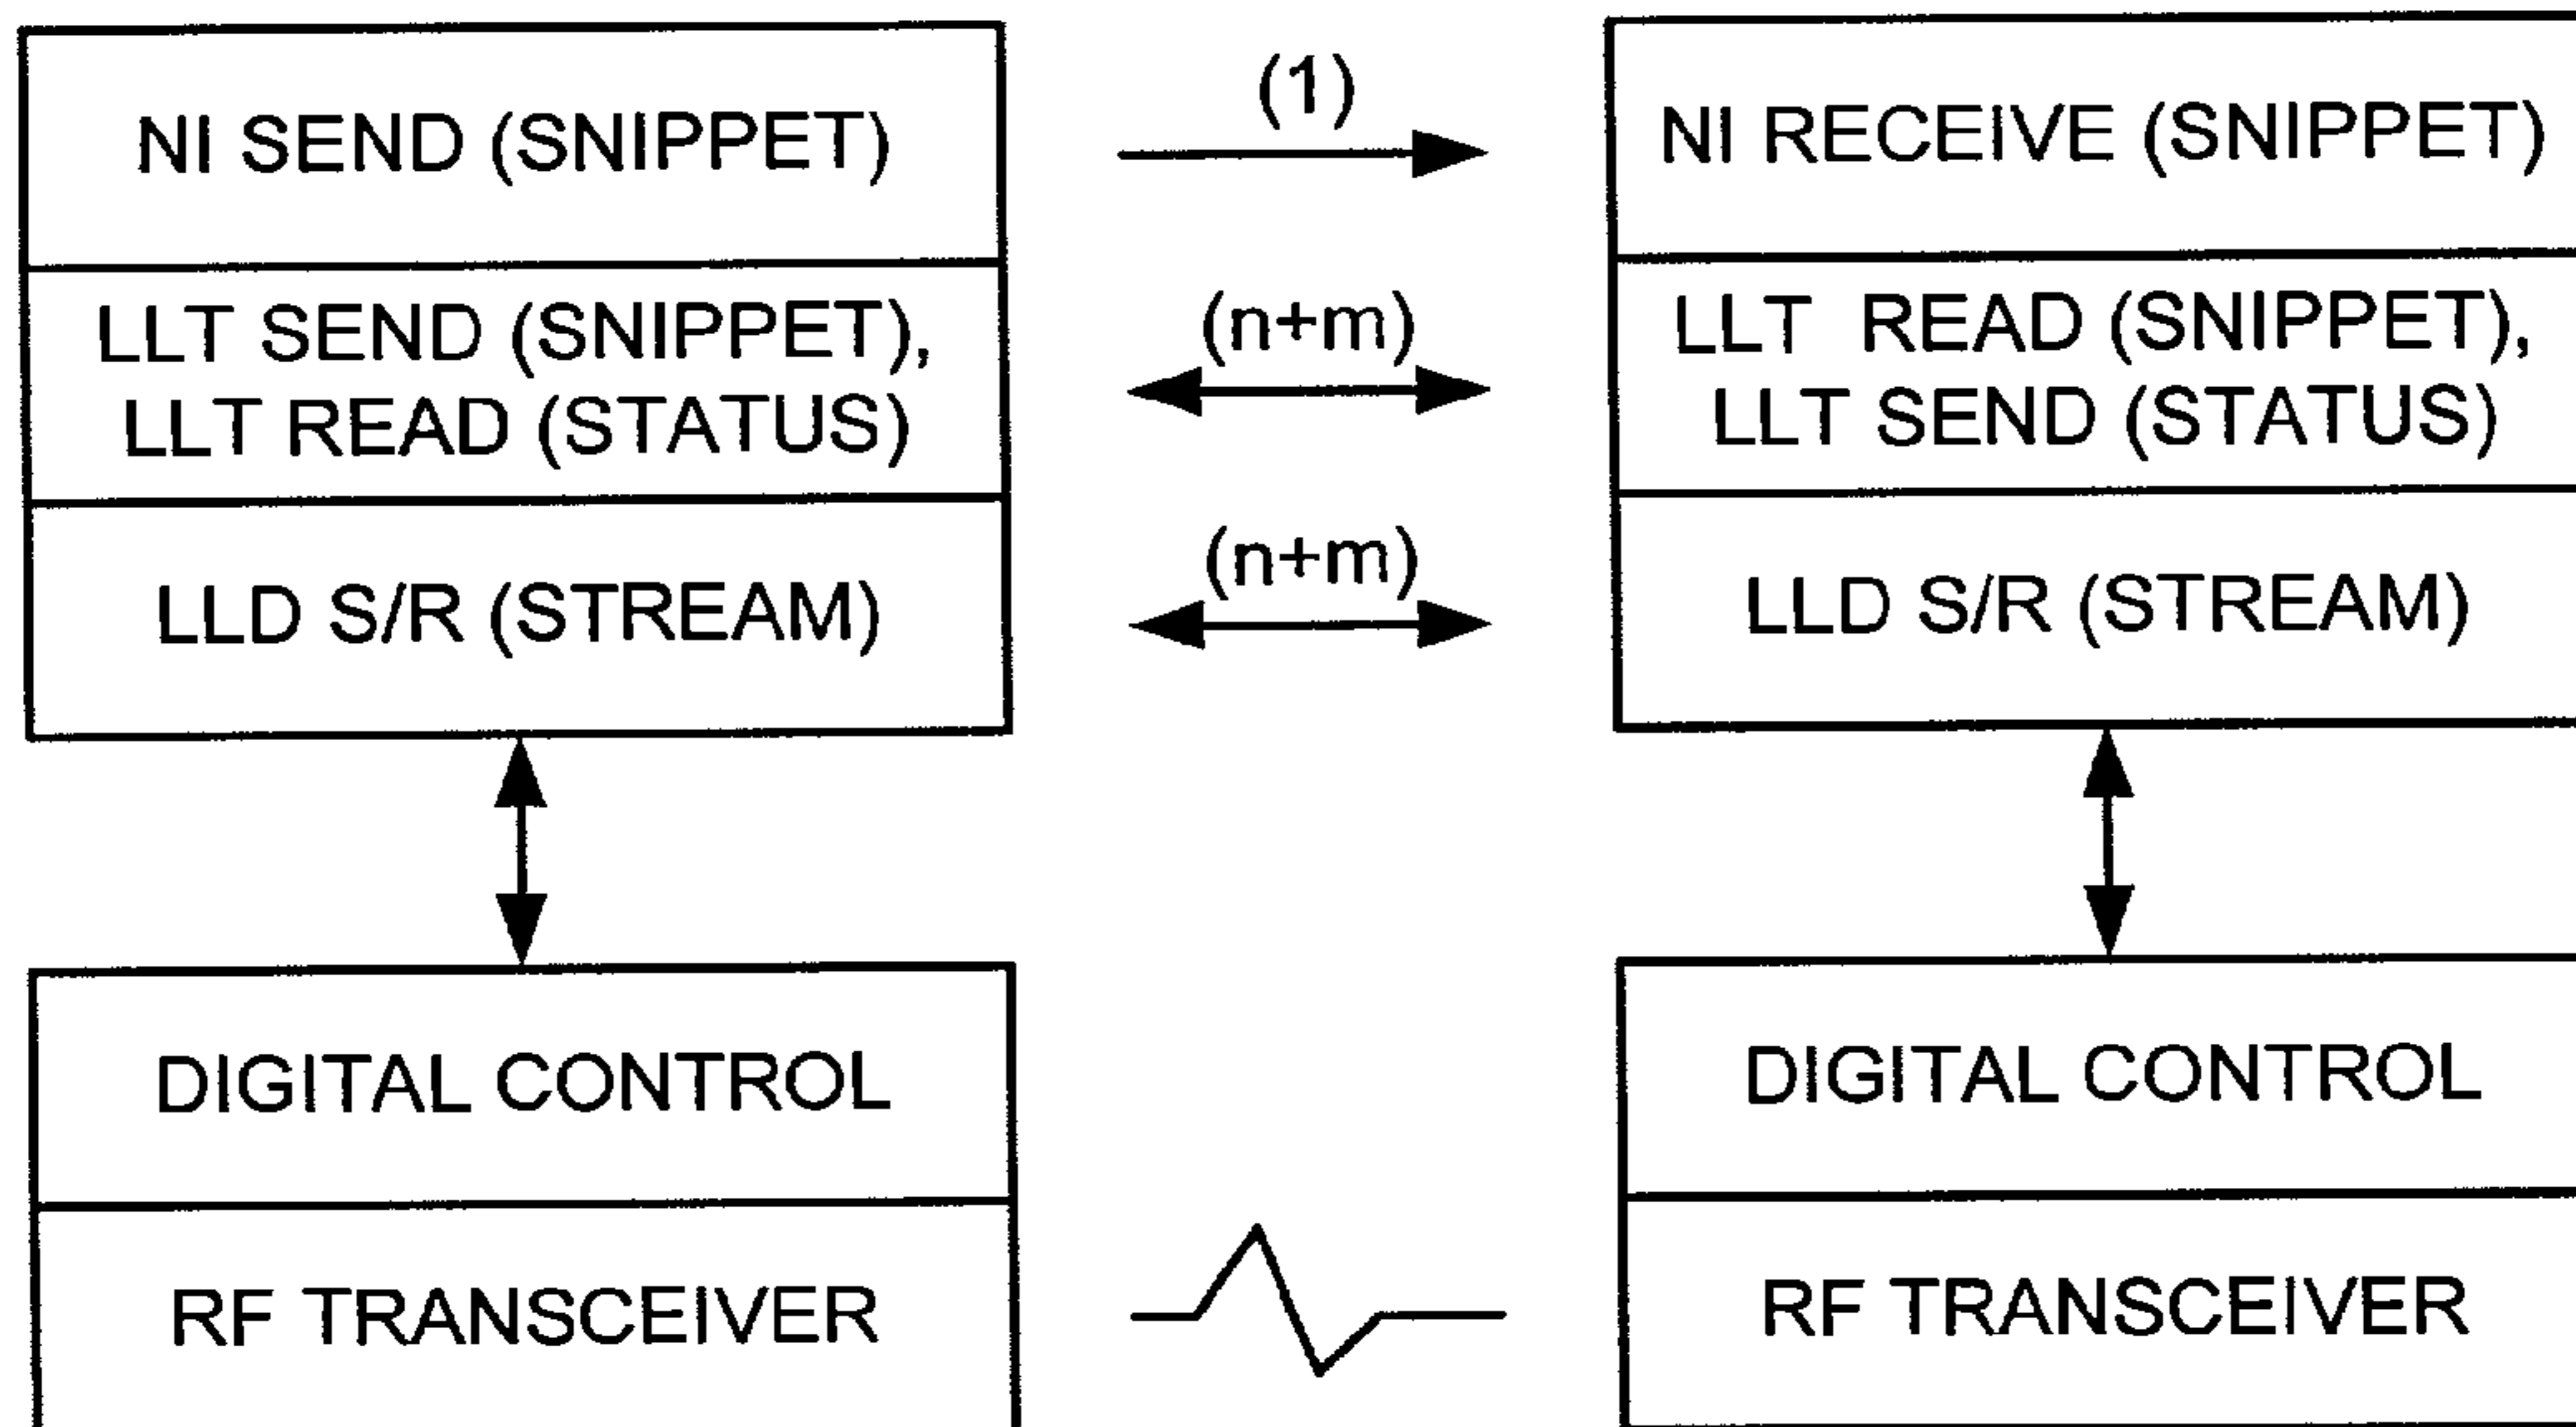 NI SEND (SNIPPET)
(1)
NI RECEIVE (SNIPPET)
LLT SEND (SNIPPET),
LLT READ (STATUS)
(n+m)
LLT READ (SNIPPET),
LLT SEND (STATUS)
LLD S/R (STREAM)
(n+m)
LLD S/R (STREAM)
DIGITAL CONTROL
DIGITAL CONTROL
RF TRANSCEIVER
RF TRANSCEIVER